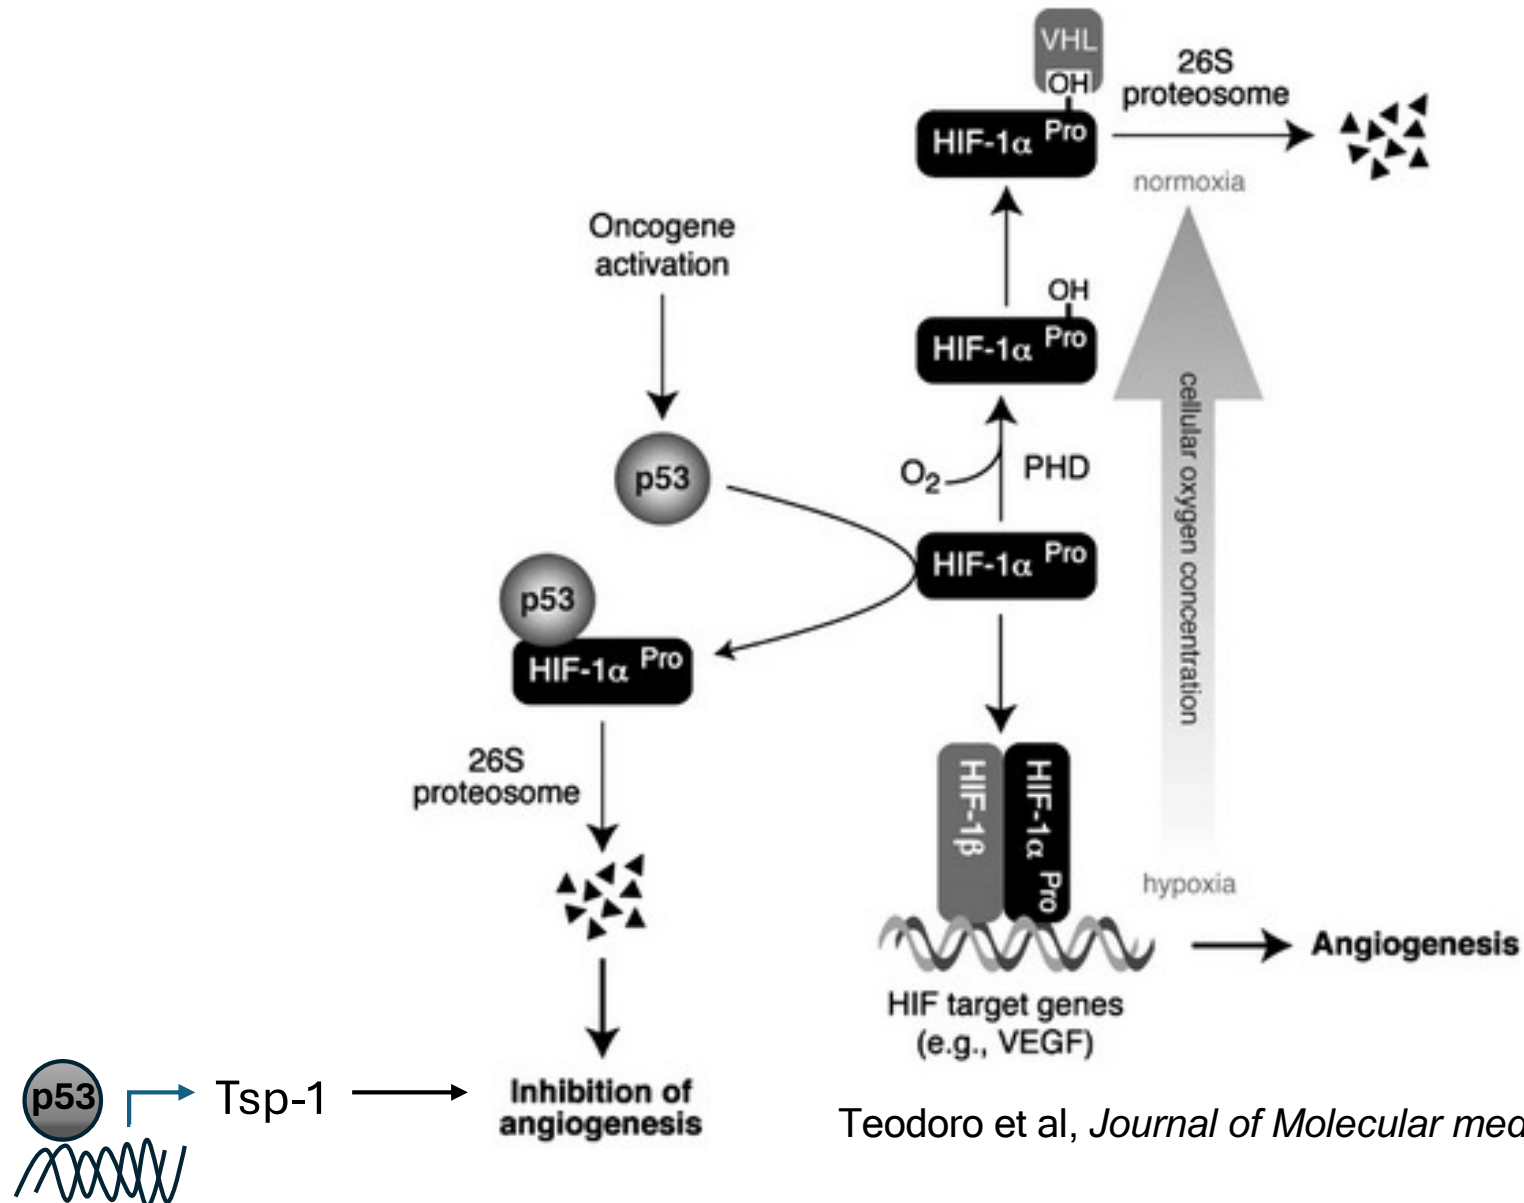 VHL
OH
HIF-1α Pro
26S
proteosome
normoxia
Oncogene
activation
OH
HIF-1α Pro
cellular oxygen concentration
p53
O2
PHD
HIF-1α Pro
p53
HIF-1α Pro
26S
proteosome
HIF-1β
HIF-1α Pro
hypoxia
Angiogenesis
HIF target genes
(e.g., VEGF)
p53
Tsp-1
Inhibition of
angiogenesis
Teodoro et al, Journal of Molecular med